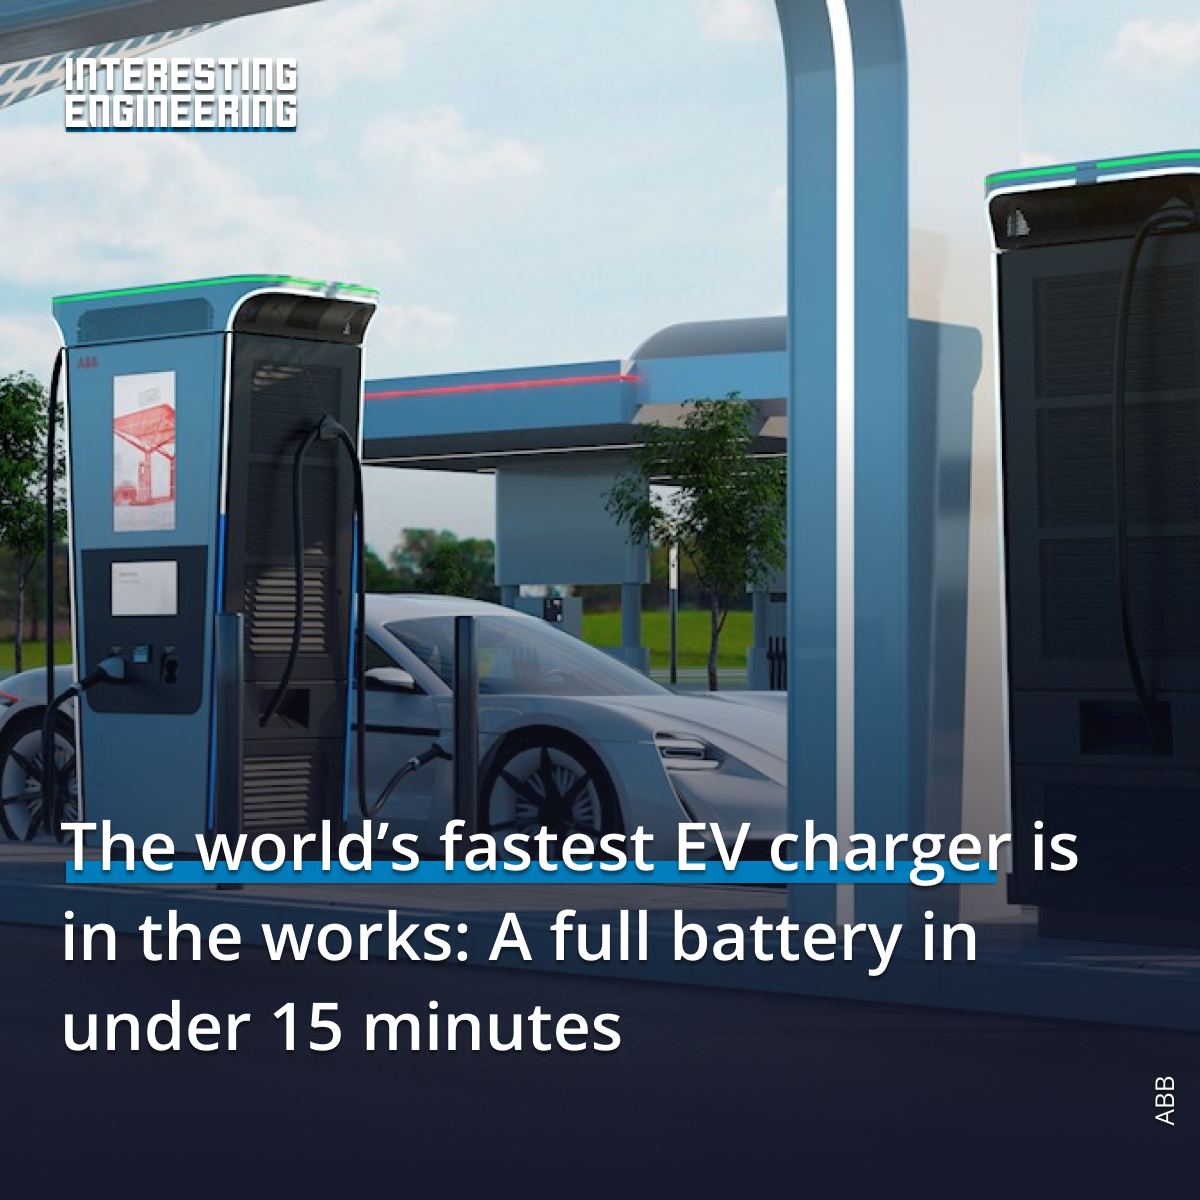 INTERESTING
ENGINEERING
ABB
The world's fastest EV charger is
in the works: A full battery in
under 15 minutes
ABB